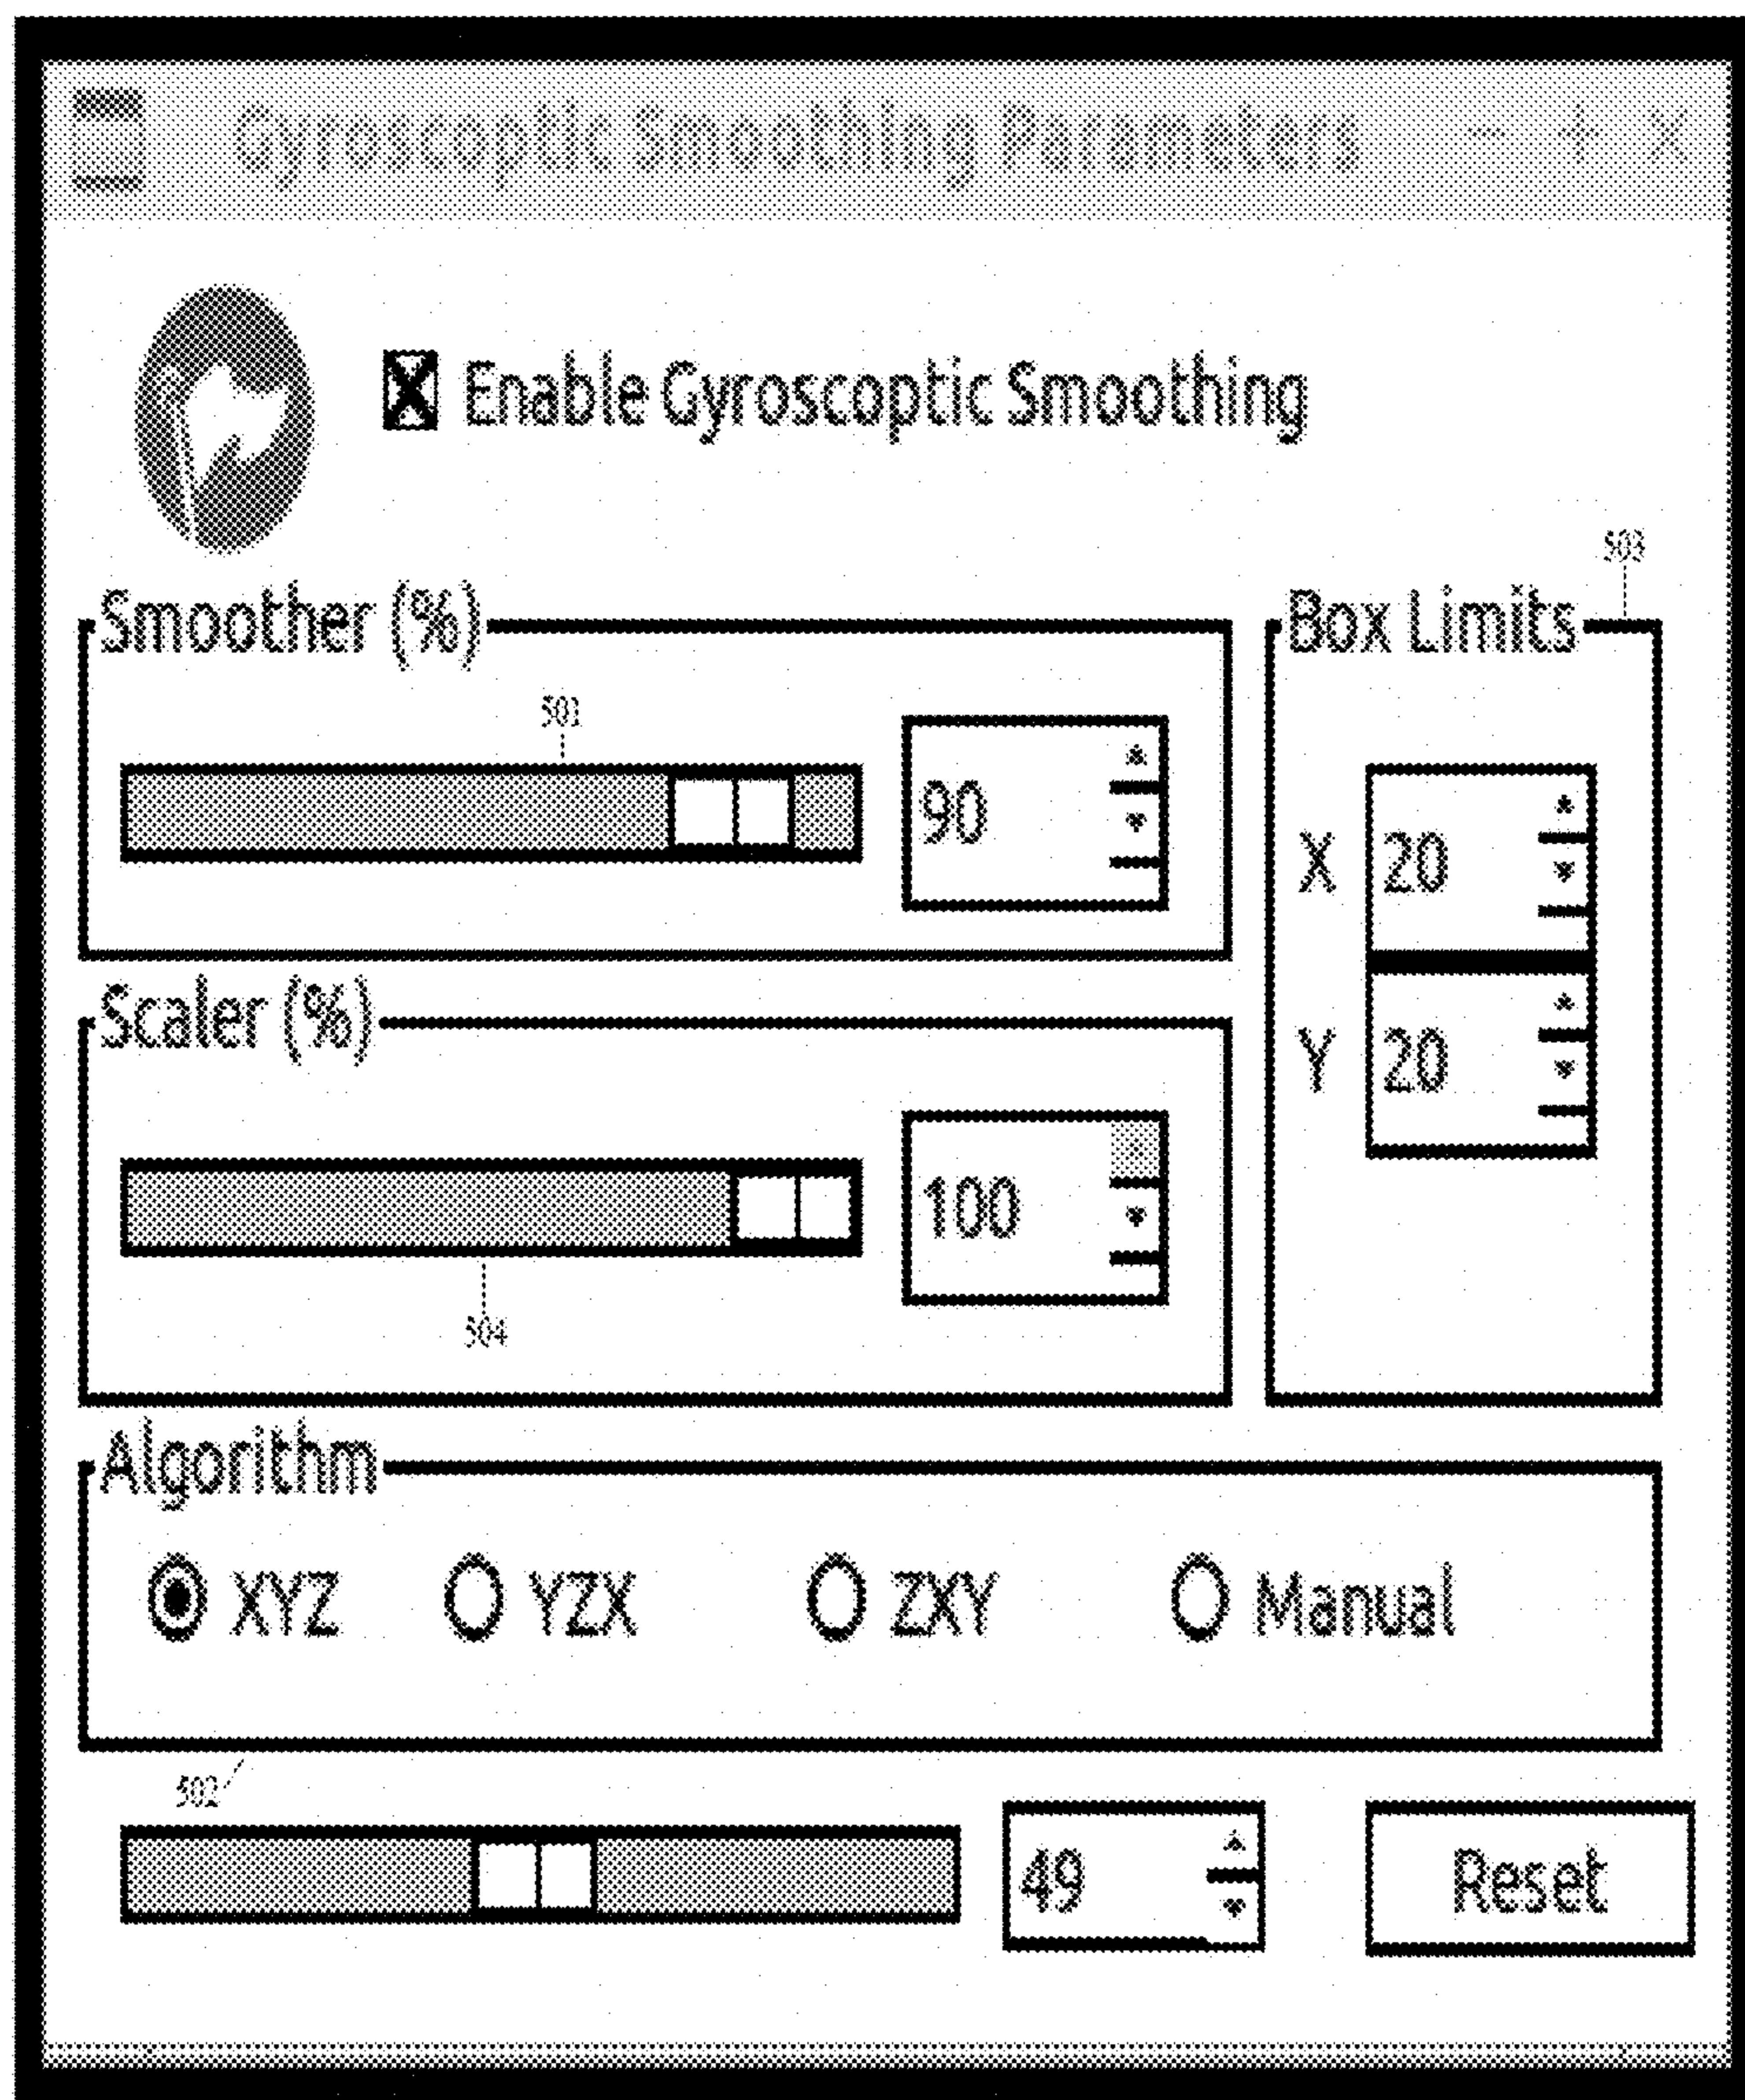 Gyroscoptic Smoothing Parameters − + ×
Enable Gyroscoptic Smoothing
503
Smoother (%)
Box Limits
501
90
X 20
Scaler (%)
Y 20
100
504
Algorithm
XYZ YZX ZXY Manual
502
49
Reset